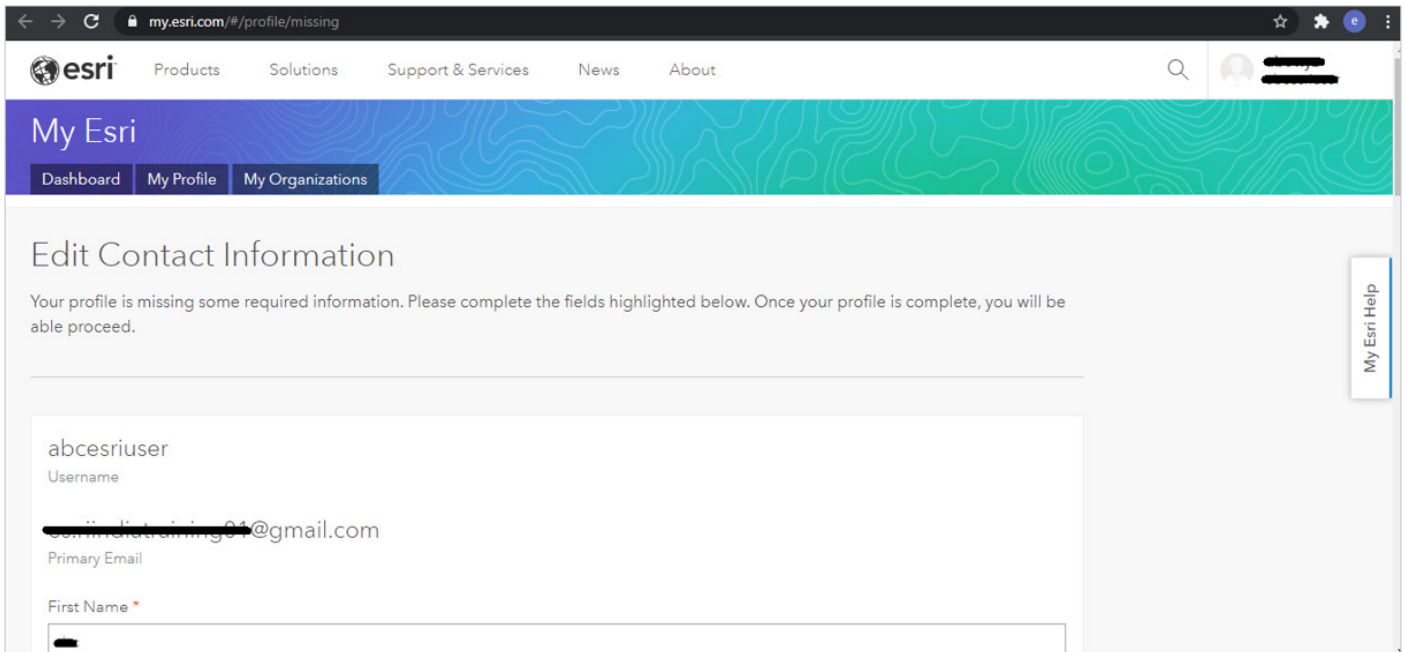 my.esri.com/#/profile/missing
e
esri
Products Solutions Support & Services News About
My Esri
Dashboard My Profile My Organizations
Edit Contact Information
Your profile is missing some required information. Please complete the fields highlighted below. Once your profile is complete, you will be
able proceed.
My Esri Help
abcesriuser
Username
@gmail.com
Primary Email
First Name *